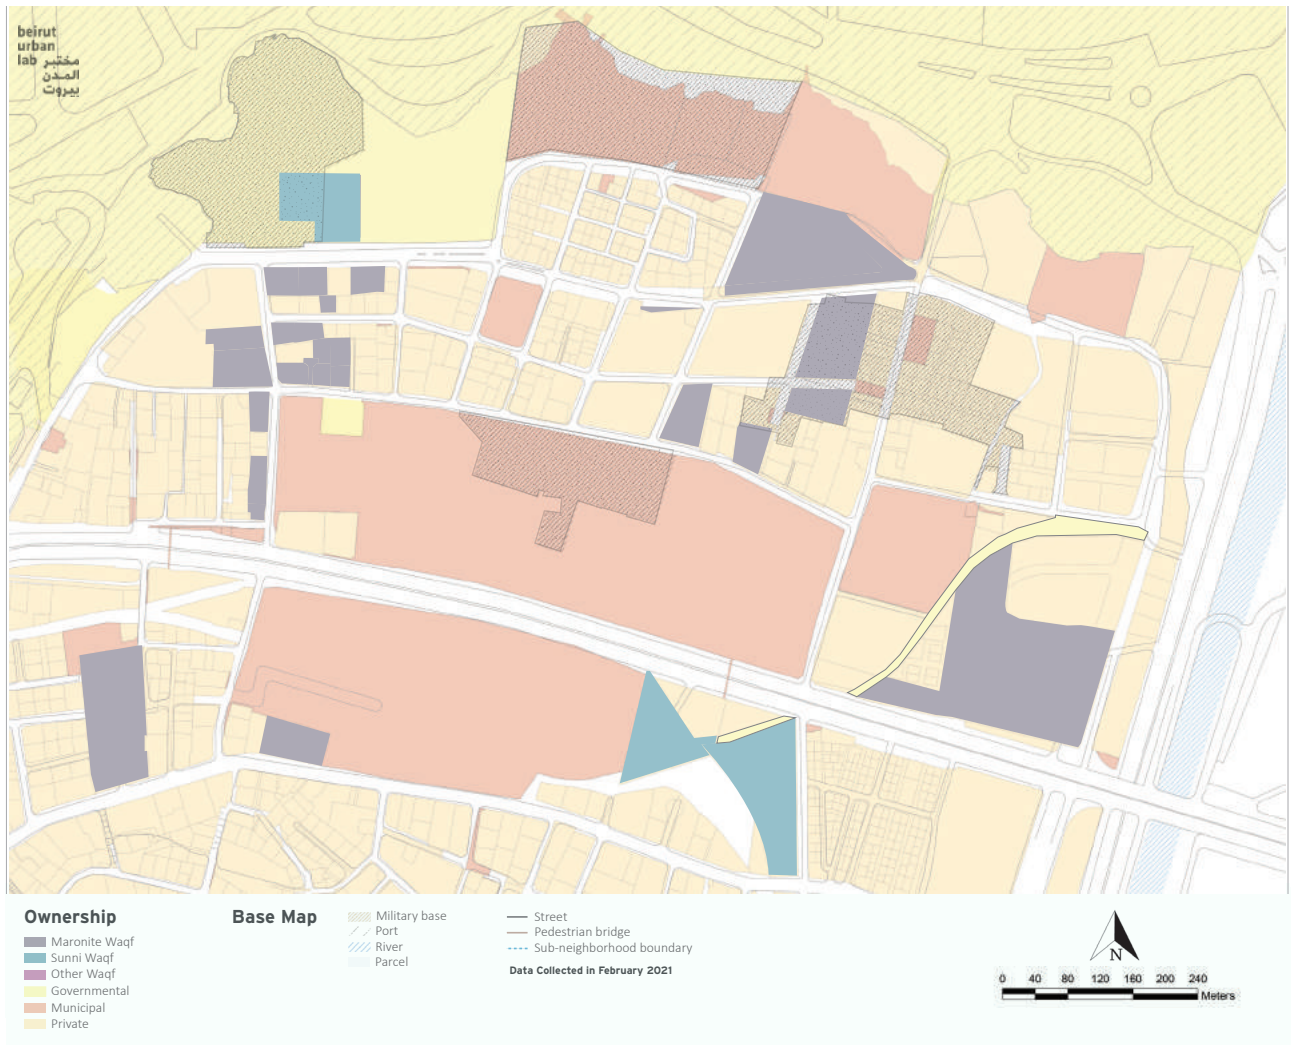 beirut
urban
lab مختبر
المدن
بيروت
Ownership
Maronite Waqf
Sunni Waqf
Other Waqf
Governmental
Municipal
Private
Base Map
Military base
Port
River
Parcel
Street
Pedestrian bridge
Sub-neighborhood boundary
Data Collected in February 2021
N
0 40 80 120 160 200 240
Meters